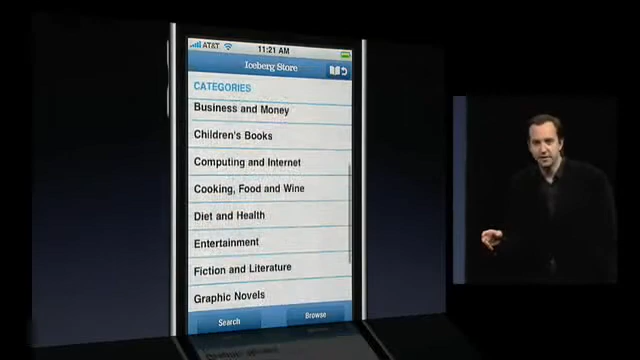 AT&T
11:21 AM
Iceberg Store
CATEGORIES
Business and Money
Children's Books
Computing and Internet
Cooking, Food and Wine
Diet and Health
Entertainment
Fiction and Literature
Graphic Novels
Search
Browse